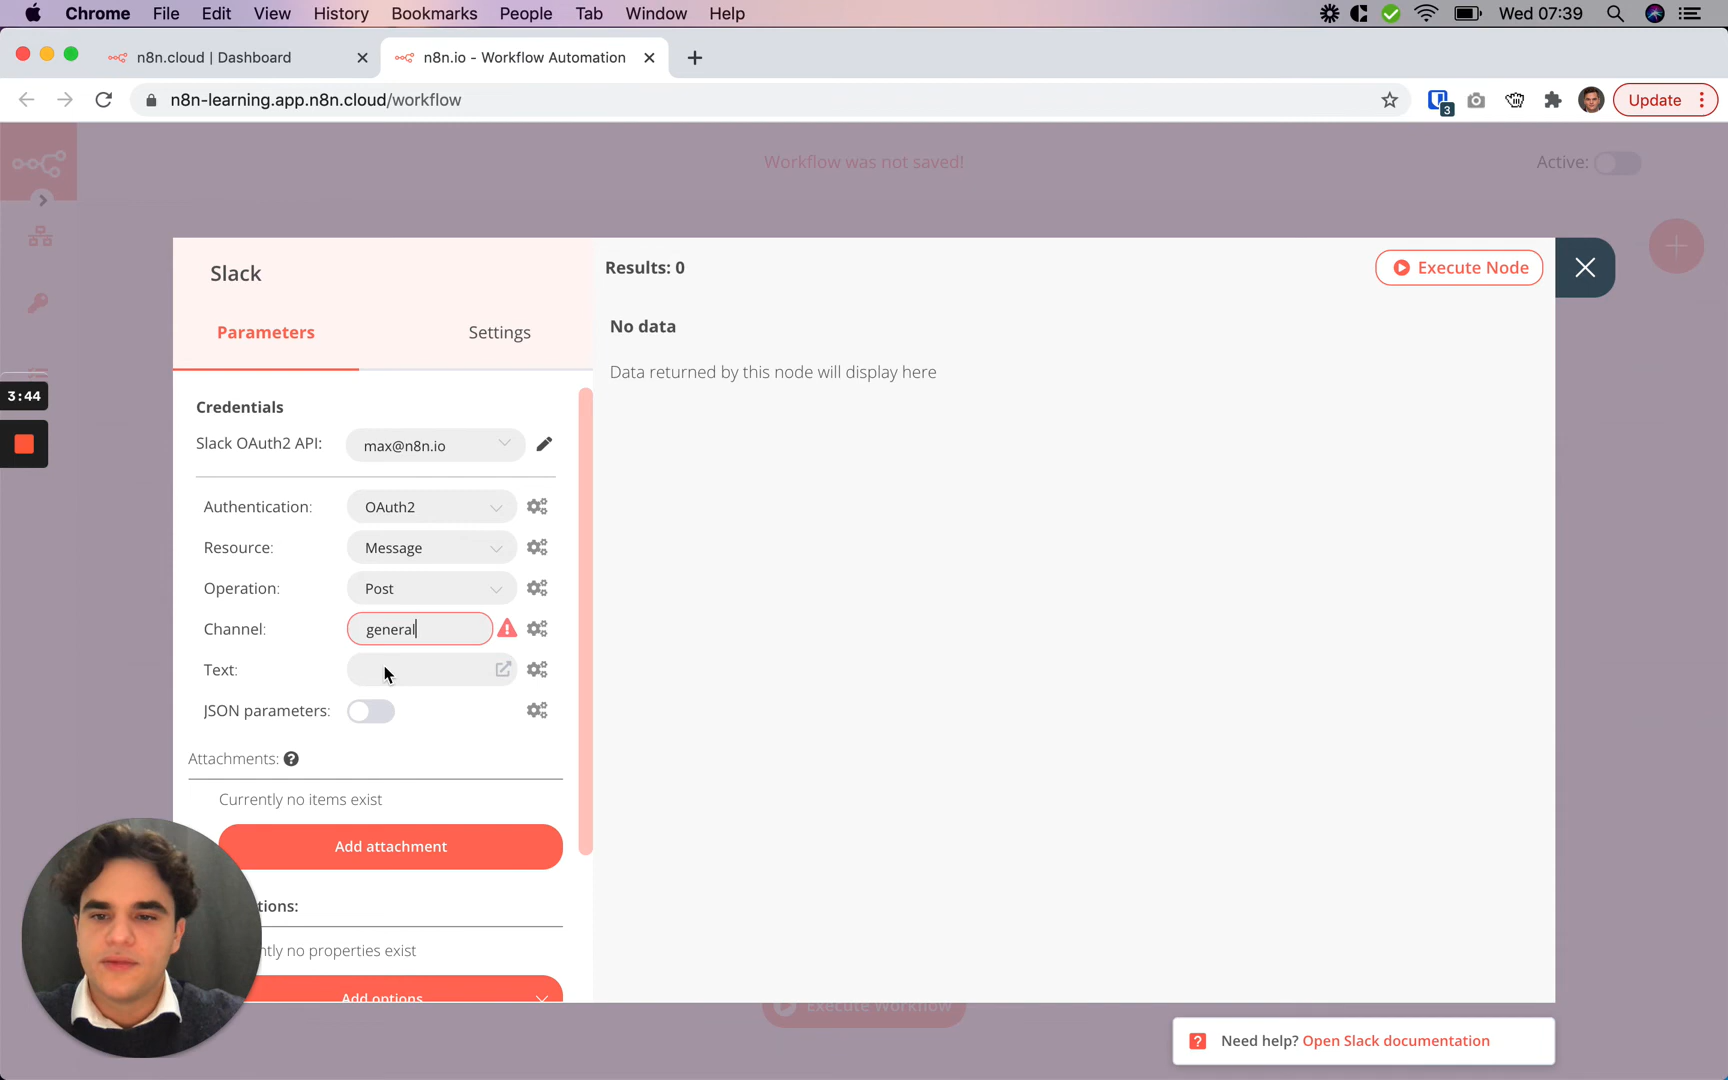 Chrome File Edit View History Bookmarks People Tab Window Help Wed 07:39
n8n.cloud | Dashboard
n8n.io - Workflow Automation
n8n-learning.app.n8n.cloud/workflow
3
Update
Workflow was not saved!
Active:
Slack
Parameters
Settings
Results: 0
Execute Node
No data
Data returned by this node will display here
3:44
Credentials
Slack OAuth2 API: max@n8n.io
Authentication: OAuth2
Resource: Message
Operation: Post
Channel: general
Text:
JSON parameters:
Attachments: ?
Currently no items exist
Add attachment
tions:
ntly no properties exist
Add options
Execute Workflow
? Need help? Open Slack documentation